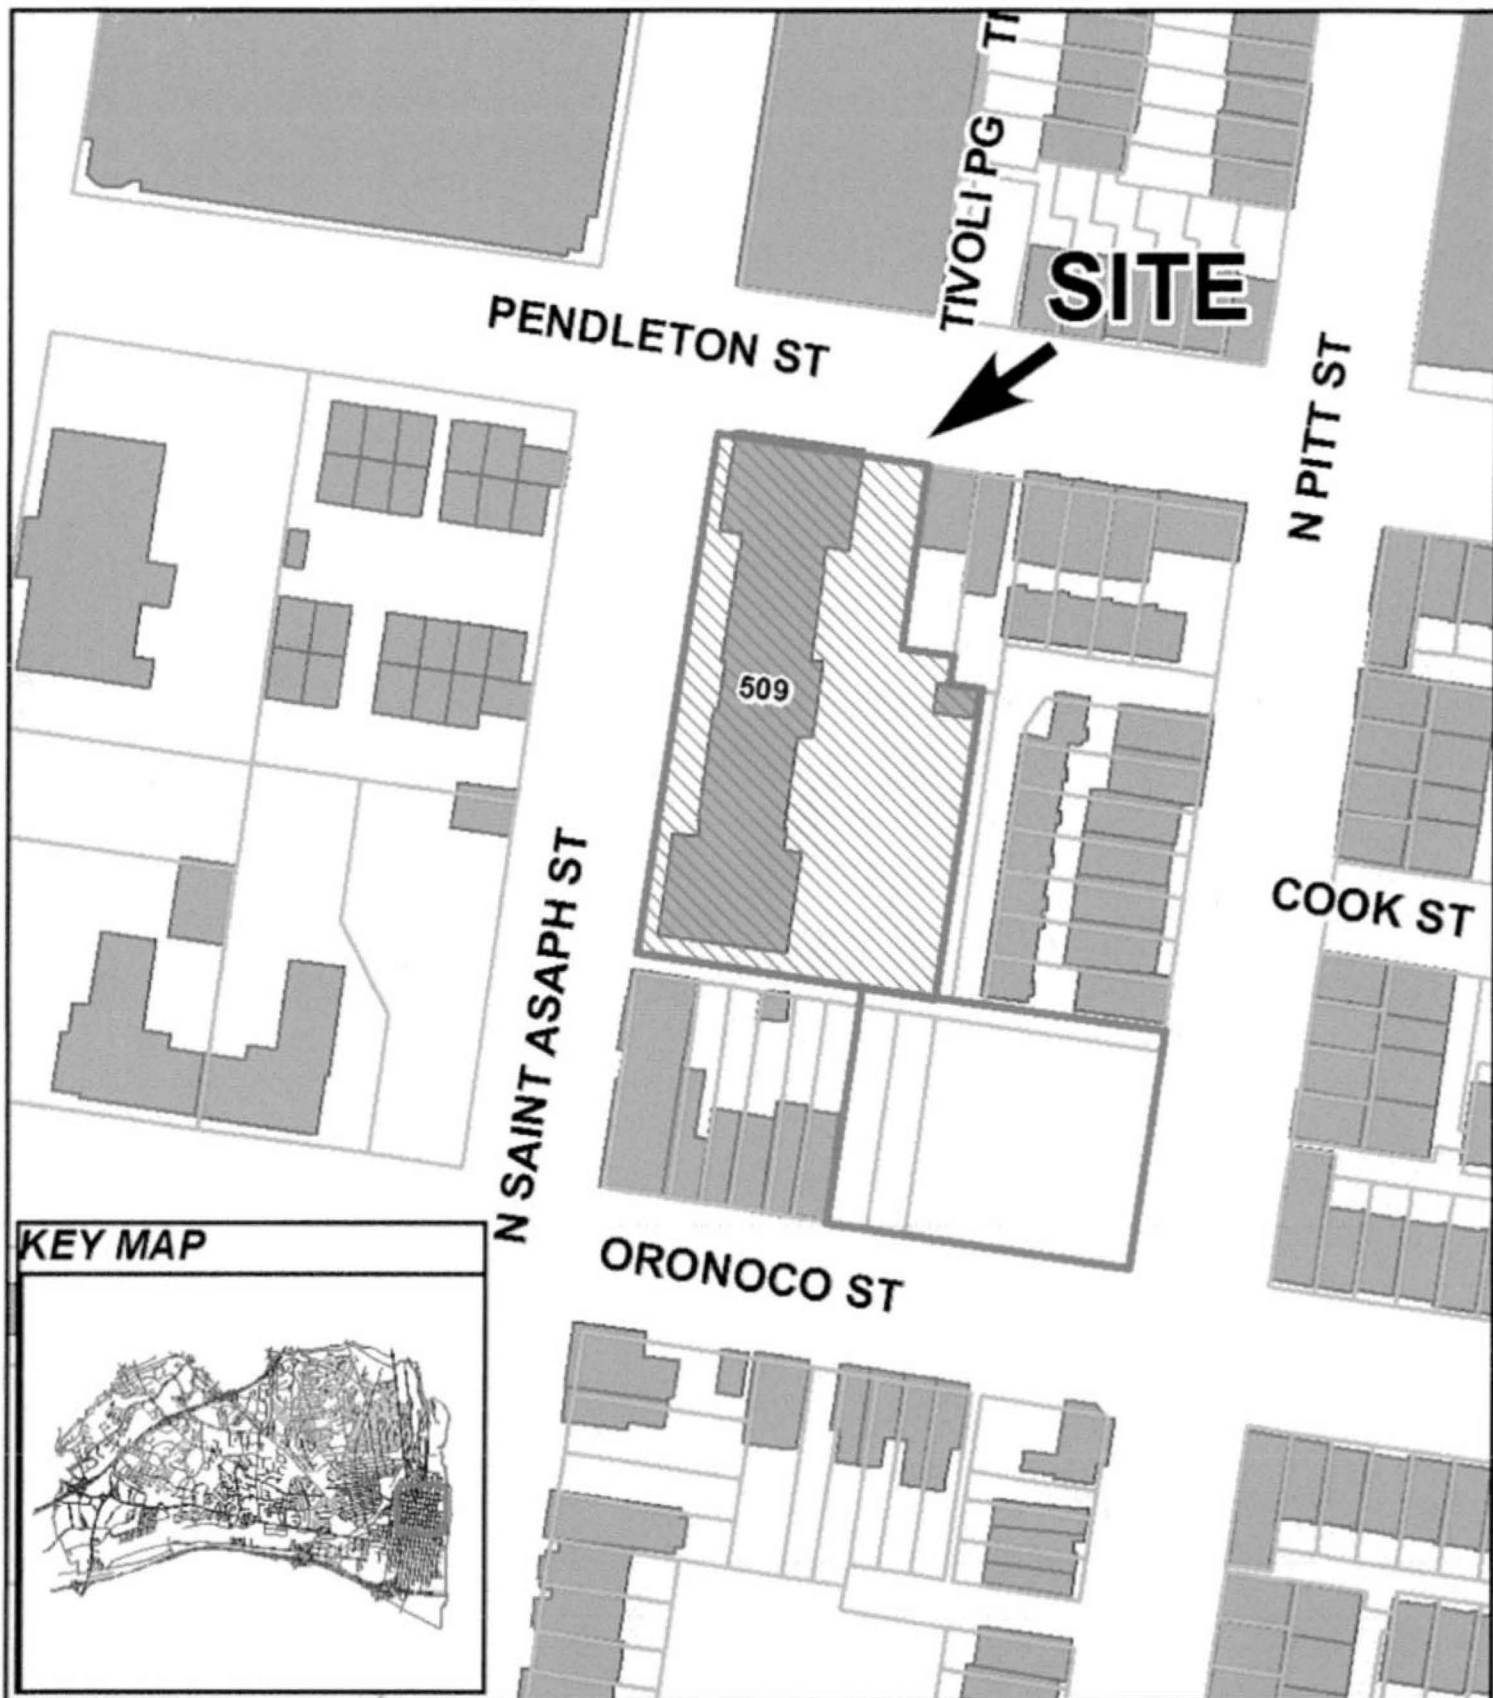 TIVOLI PG
SITE
PENDLETON ST
N PITT ST
509
COOK ST
N SAINT ASAPH ST
KEY MAP
ORONOCO ST